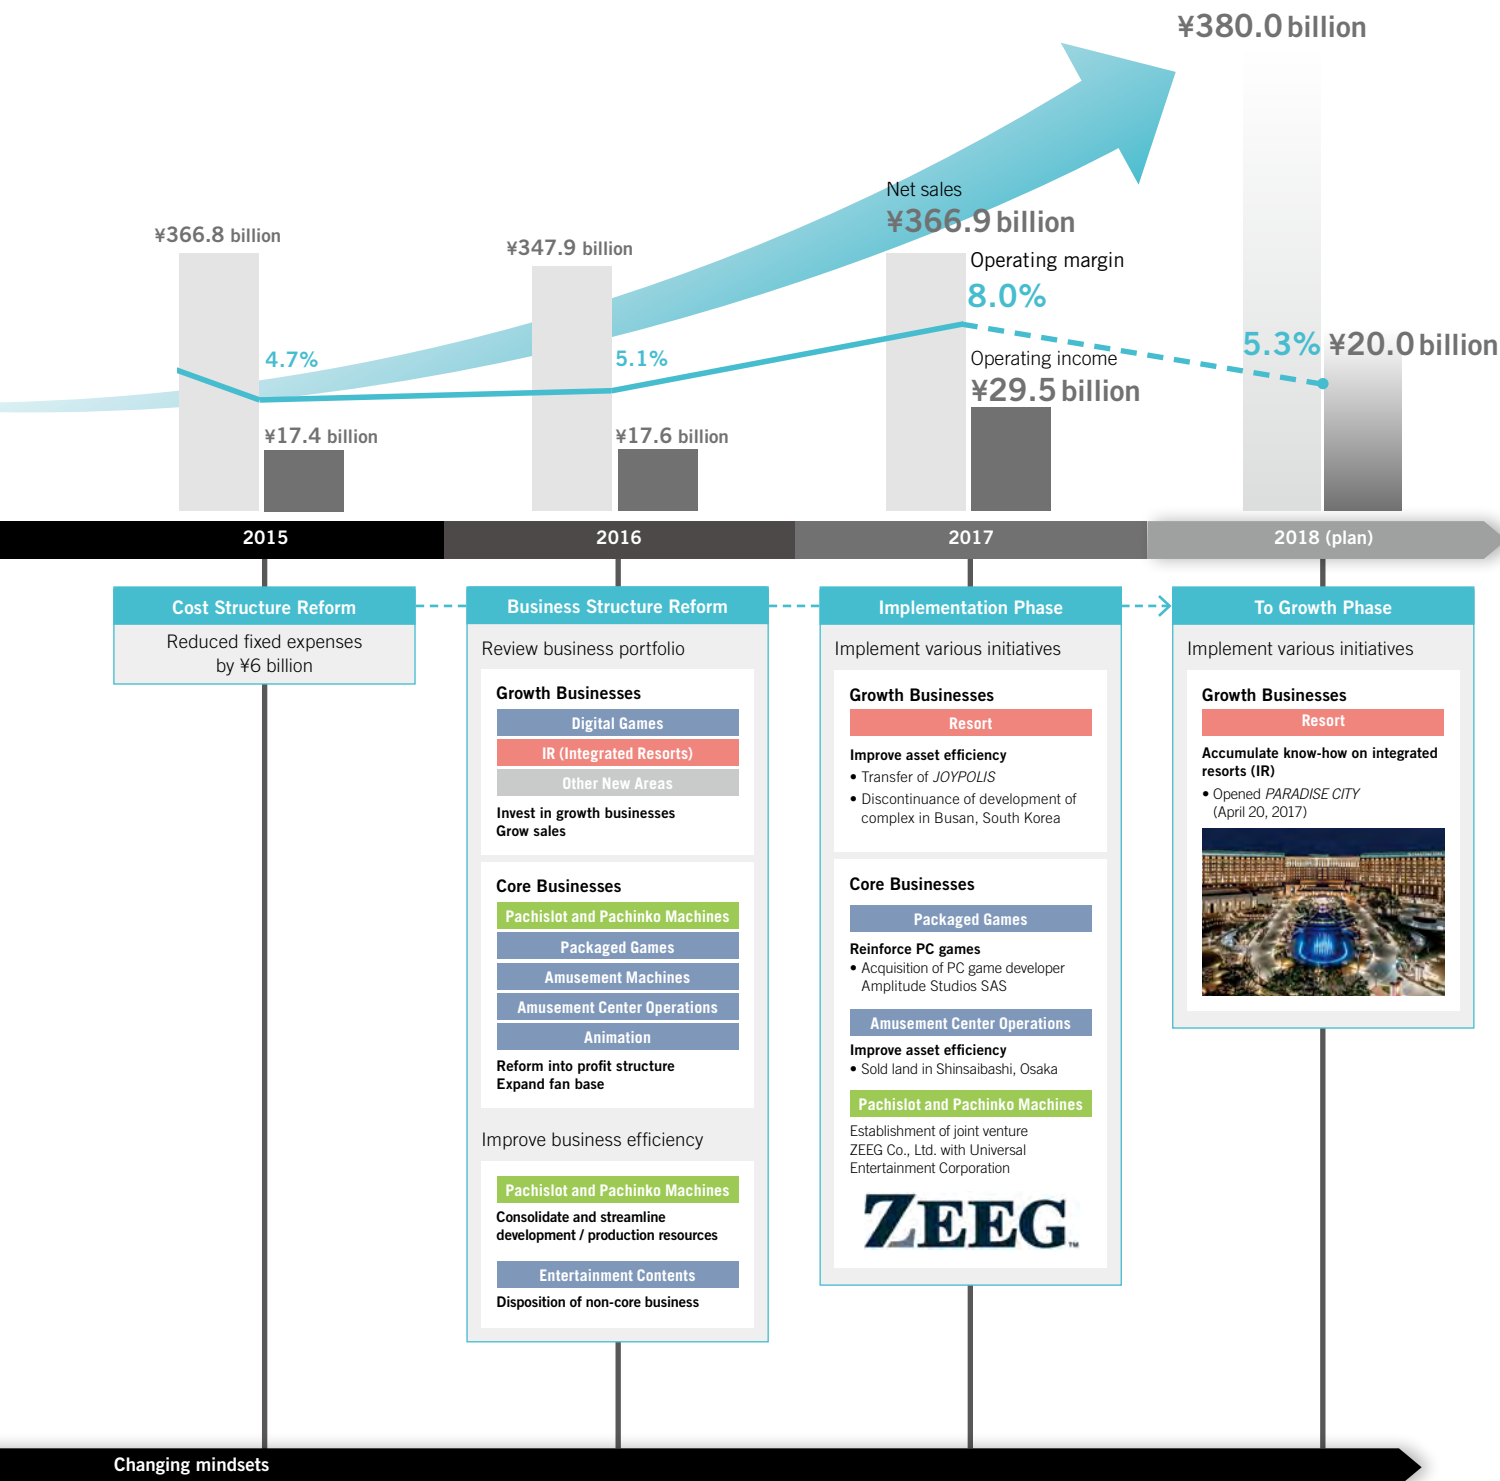 ¥380.0 billion
Net sales
¥366.9 billion
¥366.8 billion
¥347.9 billion
Operating margin
8.0%
4.7%
5.1%
5.3%
¥20.0 billion
Operating income
¥29.5 billion
¥17.4 billion
¥17.6 billion
2015
2016
2017
2018 (plan)
Cost Structure Reform
Reduced fixed expenses
by ¥6 billion
Business Structure Reform
Review business portfolio
Growth Businesses
Digital Games
IR (Integrated Resorts)
Other New Areas
Invest in growth businesses
Grow sales
Core Businesses
Pachislot and Pachinko Machines
Packaged Games
Amusement Machines
Amusement Center Operations
Animation
Reform into profit structure
Expand fan base
Improve business efficiency
Pachislot and Pachinko Machines
Consolidate and streamline
development / production resources
Entertainment Contents
Disposition of non-core business
Implementation Phase
Implement various initiatives
Growth Businesses
Resort
Improve asset efficiency
• Transfer of JOYPOLIS
• Discontinuance of development of
complex in Busan, South Korea
Core Businesses
Packaged Games
Reinforce PC games
• Acquisition of PC game developer
Amplitude Studios SAS
Amusement Center Operations
Improve asset efficiency
• Sold land in Shinsaibashi, Osaka
Pachislot and Pachinko Machines
Establishment of joint venture
ZEEG Co., Ltd. with Universal
Entertainment Corporation
ZEEG™
To Growth Phase
Implement various initiatives
Growth Businesses
Resort
Accumulate know-how on integrated
resorts (IR)
• Opened PARADISE CITY
(April 20, 2017)
Changing mindsets